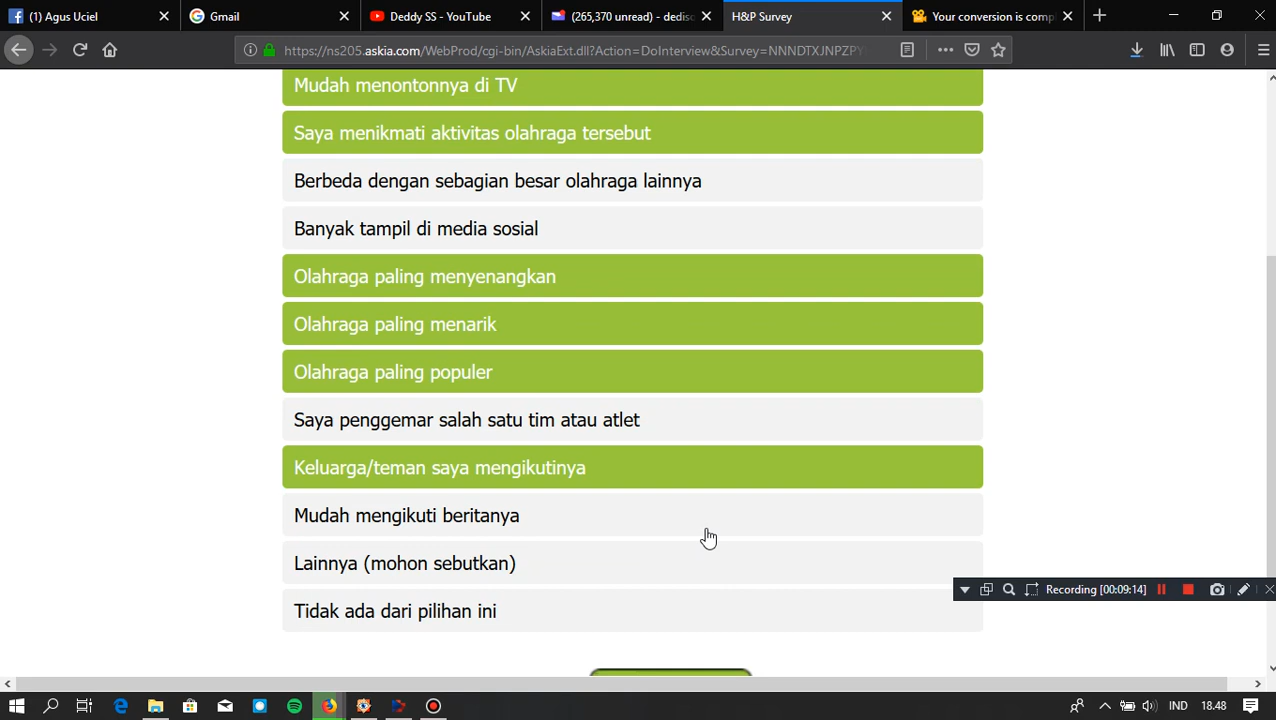 Agus Uciel
Gmail
Deddy SS - YouTube
(265,370 unread) - dediso
H&P Survey
Your conversion is comp
https://ns205.askia.com/WebProd/cgi-bin/AskiaExt.dll?Action=DoInterview&Survey=NNNDTXJNPZPY
Mudah menontonnya di TV
Saya menikmati aktivitas olahraga tersebut
Berbeda dengan sebagian besar olahraga lainnya
Banyak tampil di media sosial
Olahraga paling menyenangkan
Olahraga paling menarik
Olahraga paling populer
Saya penggemar salah satu tim atau atlet
Keluarga/teman saya mengikutinya
Mudah mengikuti beritanya
Lainnya (mohon sebutkan)
Recording [00:09:14]
Tidak ada dari pilihan ini
IND
18.48